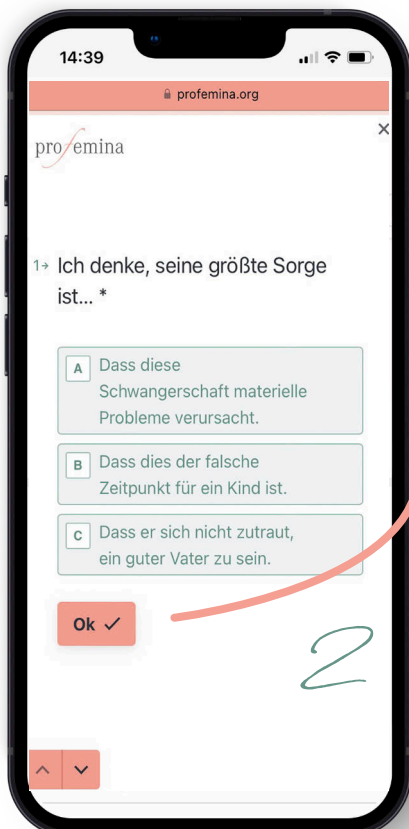 14:39
profemina.org
profemina
1→ Ich denke, seine größte Sorge
ist... *
A Dass diese
Schwangerschaft materielle
Probleme verursacht.
B Dass dies der falsche
Zeitpunkt für ein Kind ist.
C Dass er sich nicht zutraut,
ein guter Vater zu sein.
Ok
2